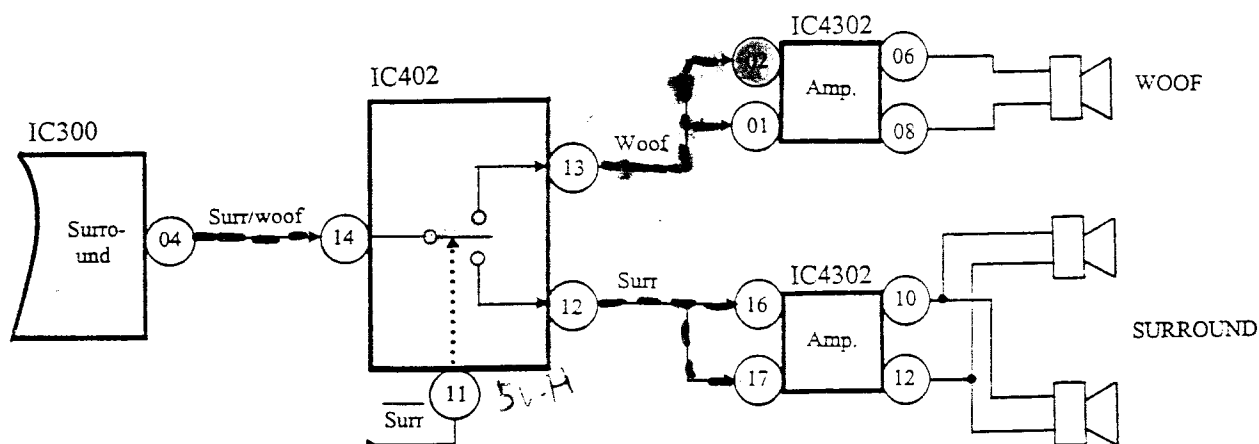 IC4302
02
06
IC402
Amp.
WOOF
01
08
IC300
Woof
13
Surro-
und
04
Surr/woof
14
Surr
IC4302
12
16
10
SURROUND
Amp.
17
12
11
5V-H
Surr